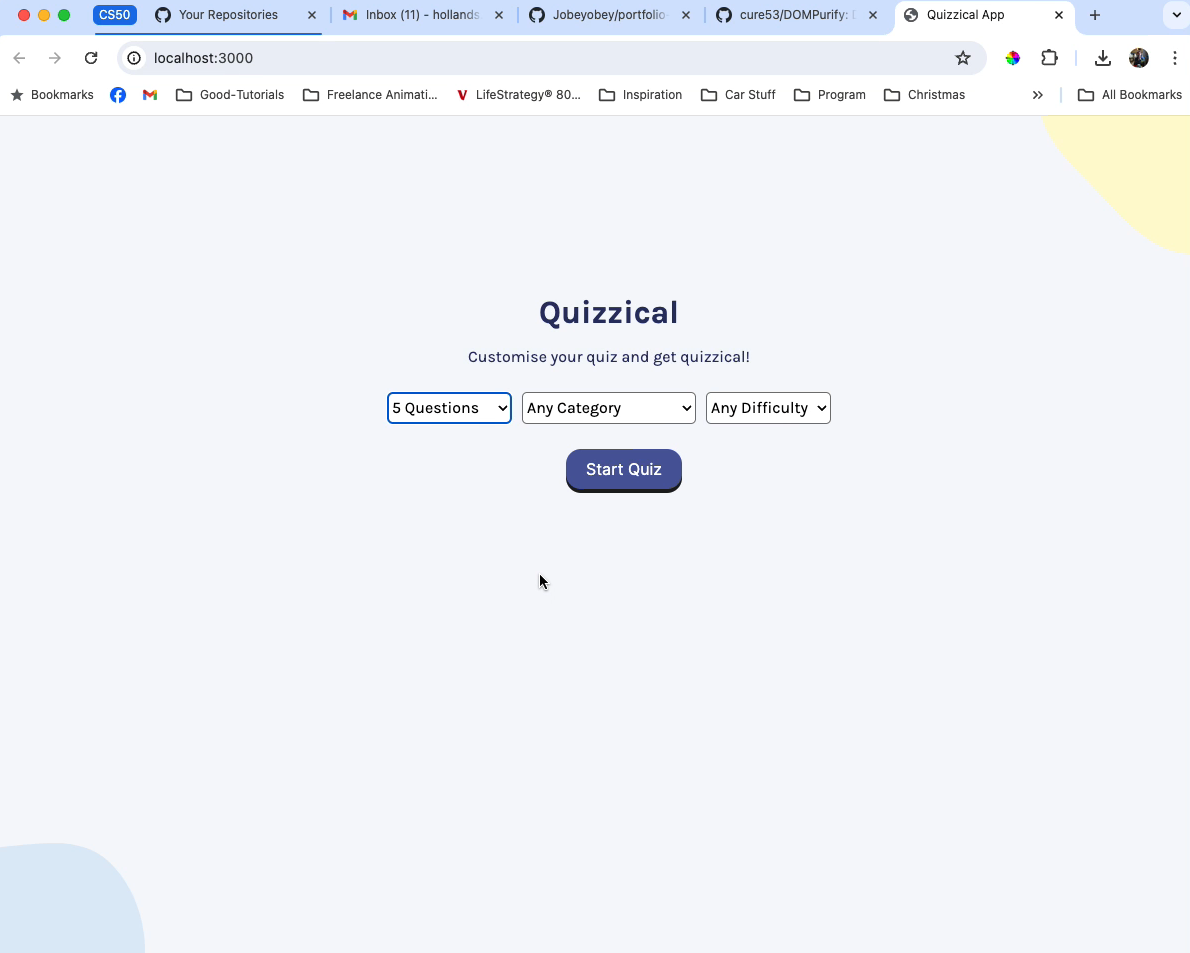 CS50 Your Repositories Inbox (11) - hollands Jobeyobey/portfolio- cure53/DOMPurify: Quizzical App
localhost:3000
Bookmarks Good-Tutorials Freelance Animati... LifeStrategy® 80... Inspiration Car Stuff Program Christmas All Bookmarks
Quizzical
Customise your quiz and get quizzical!
5 Questions Any Category Any Difficulty
Start Quiz